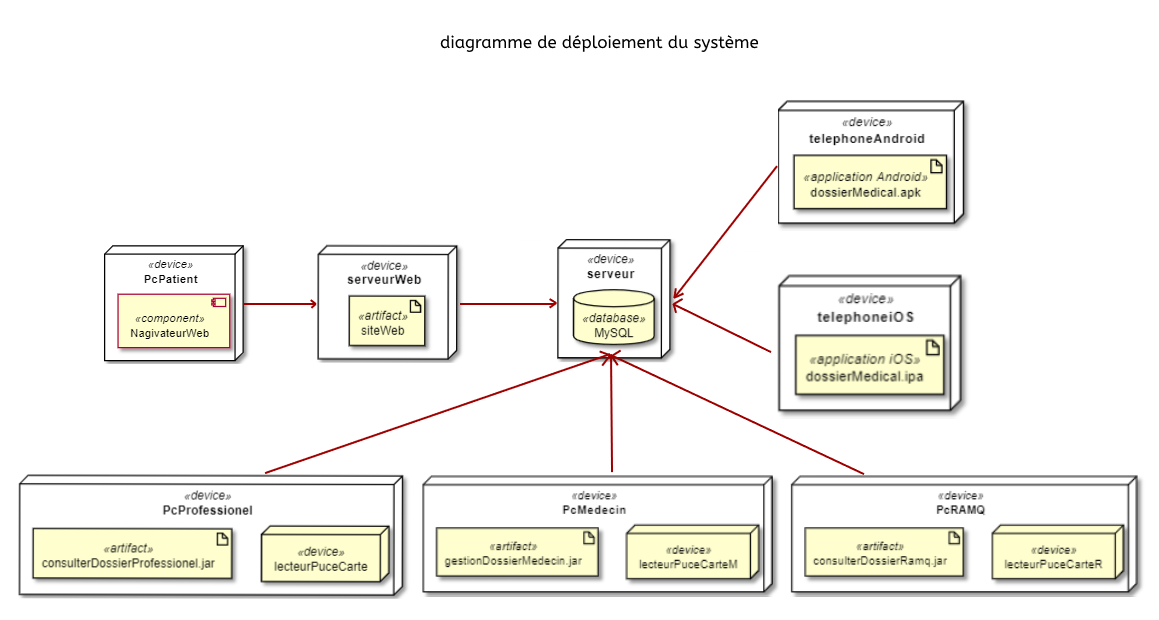 diagramme de déploiement du système
«device»
telephoneAndroid
«application Android»
dossierMedical.apk
«device»
PcPatient
«component»
NagivateurWeb
«device»
serveurWeb
«artifact»
siteWeb
«device»
serveur
«database»
MySQL
«device»
telephoneiOS
«application iOS»
dossierMedical.ipa
«device»
PcProfessionel
«artifact»
consulterDossierProfessionel.jar
«device»
lecteurPuceCarte
«device»
PcMedecin
«artifact»
gestionDossierMedecin.jar
«device»
lecteurPuceCarteM
«device»
PcRAMQ
«artifact»
consulterDossierRamq.jar
«device»
lecteurPuceCarteR